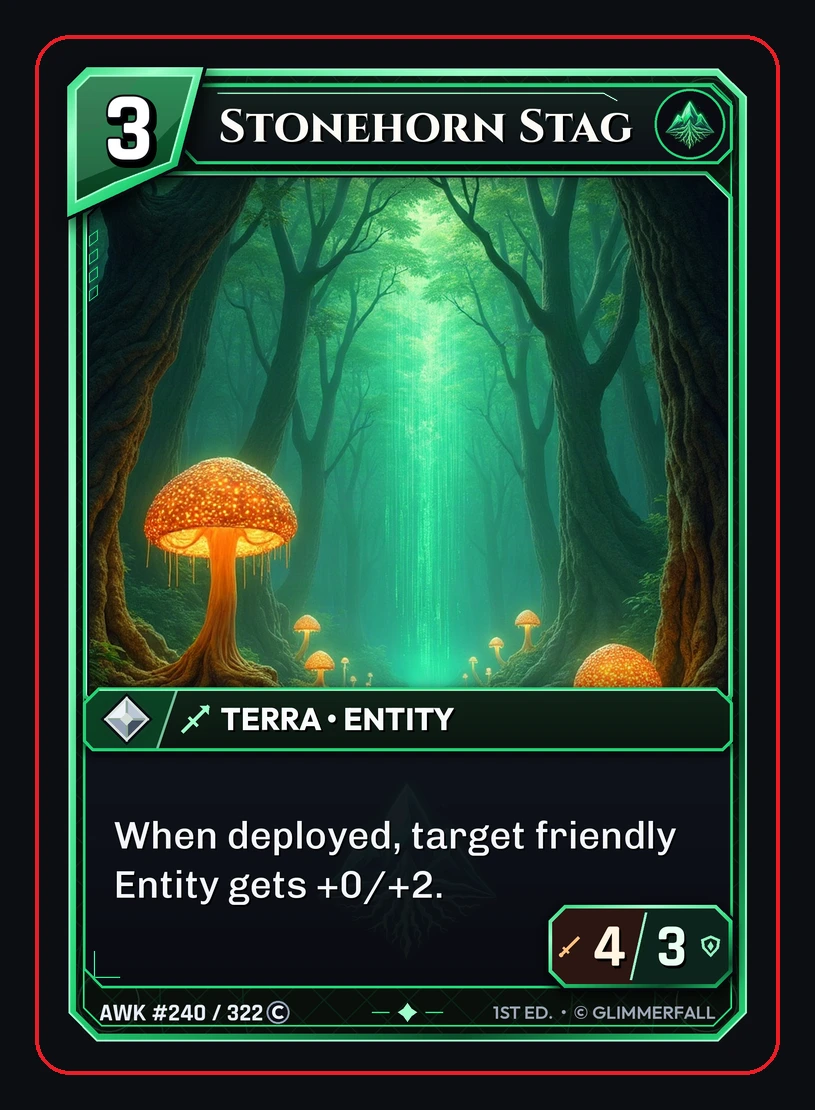 3
STONEHORN STAG
TERRA • ENTITY
When deployed, target friendly
Entity gets +0/+2.
4/3
AWK #240 / 322 Ⓒ
1ST ED. • © GLIMMERFALL